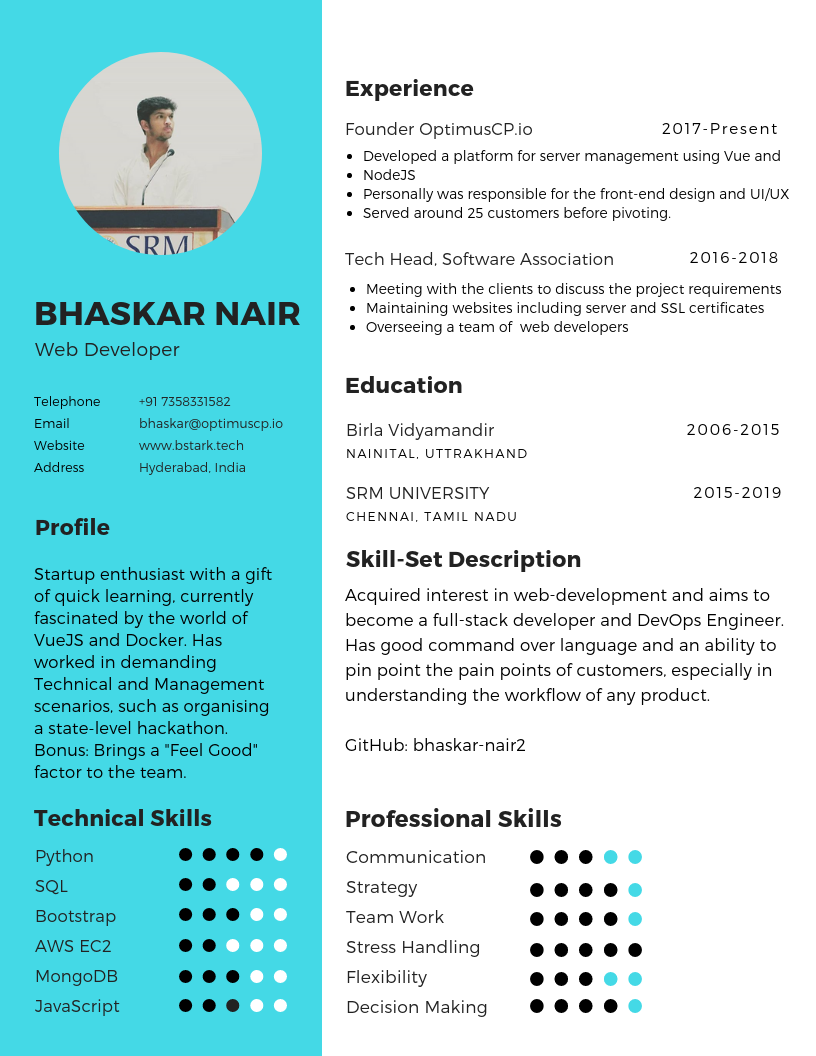 SRM
BHASKAR NAIR
Web Developer
Telephone +91 7358331582
Email bhaskar@optimuscp.io
Website www.bstark.tech
Address Hyderabad, India
Profile
Startup enthusiast with a gift
of quick learning, currently
fascinated by the world of
VueJS and Docker. Has
worked in demanding
Technical and Management
scenarios, such as organising
a state-level hackathon.
Bonus: Brings a "Feel Good"
factor to the team.
Technical Skills
Python
SQL
Bootstrap
AWS EC2
MongoDB
JavaScript
Experience
Founder OptimusCP.io 2017-Present
• Developed a platform for server management using Vue and
• NodeJS
• Personally was responsible for the front-end design and UI/UX
• Served around 25 customers before pivoting.
Tech Head, Software Association 2016-2018
• Meeting with the clients to discuss the project requirements
• Maintaining websites including server and SSL certificates
• Overseeing a team of  web developers
Education
Birla Vidyamandir 2006-2015
NAINITAL, UTTRAKHAND
SRM UNIVERSITY 2015-2019
CHENNAI, TAMIL NADU
Skill-Set Description
Acquired interest in web-development and aims to
become a full-stack developer and DevOps Engineer.
Has good command over language and an ability to
pin point the pain points of customers, especially in
understanding the workflow of any product.
GitHub: bhaskar-nair2
Professional Skills
Communication
Strategy
Team Work
Stress Handling
Flexibility
Decision Making